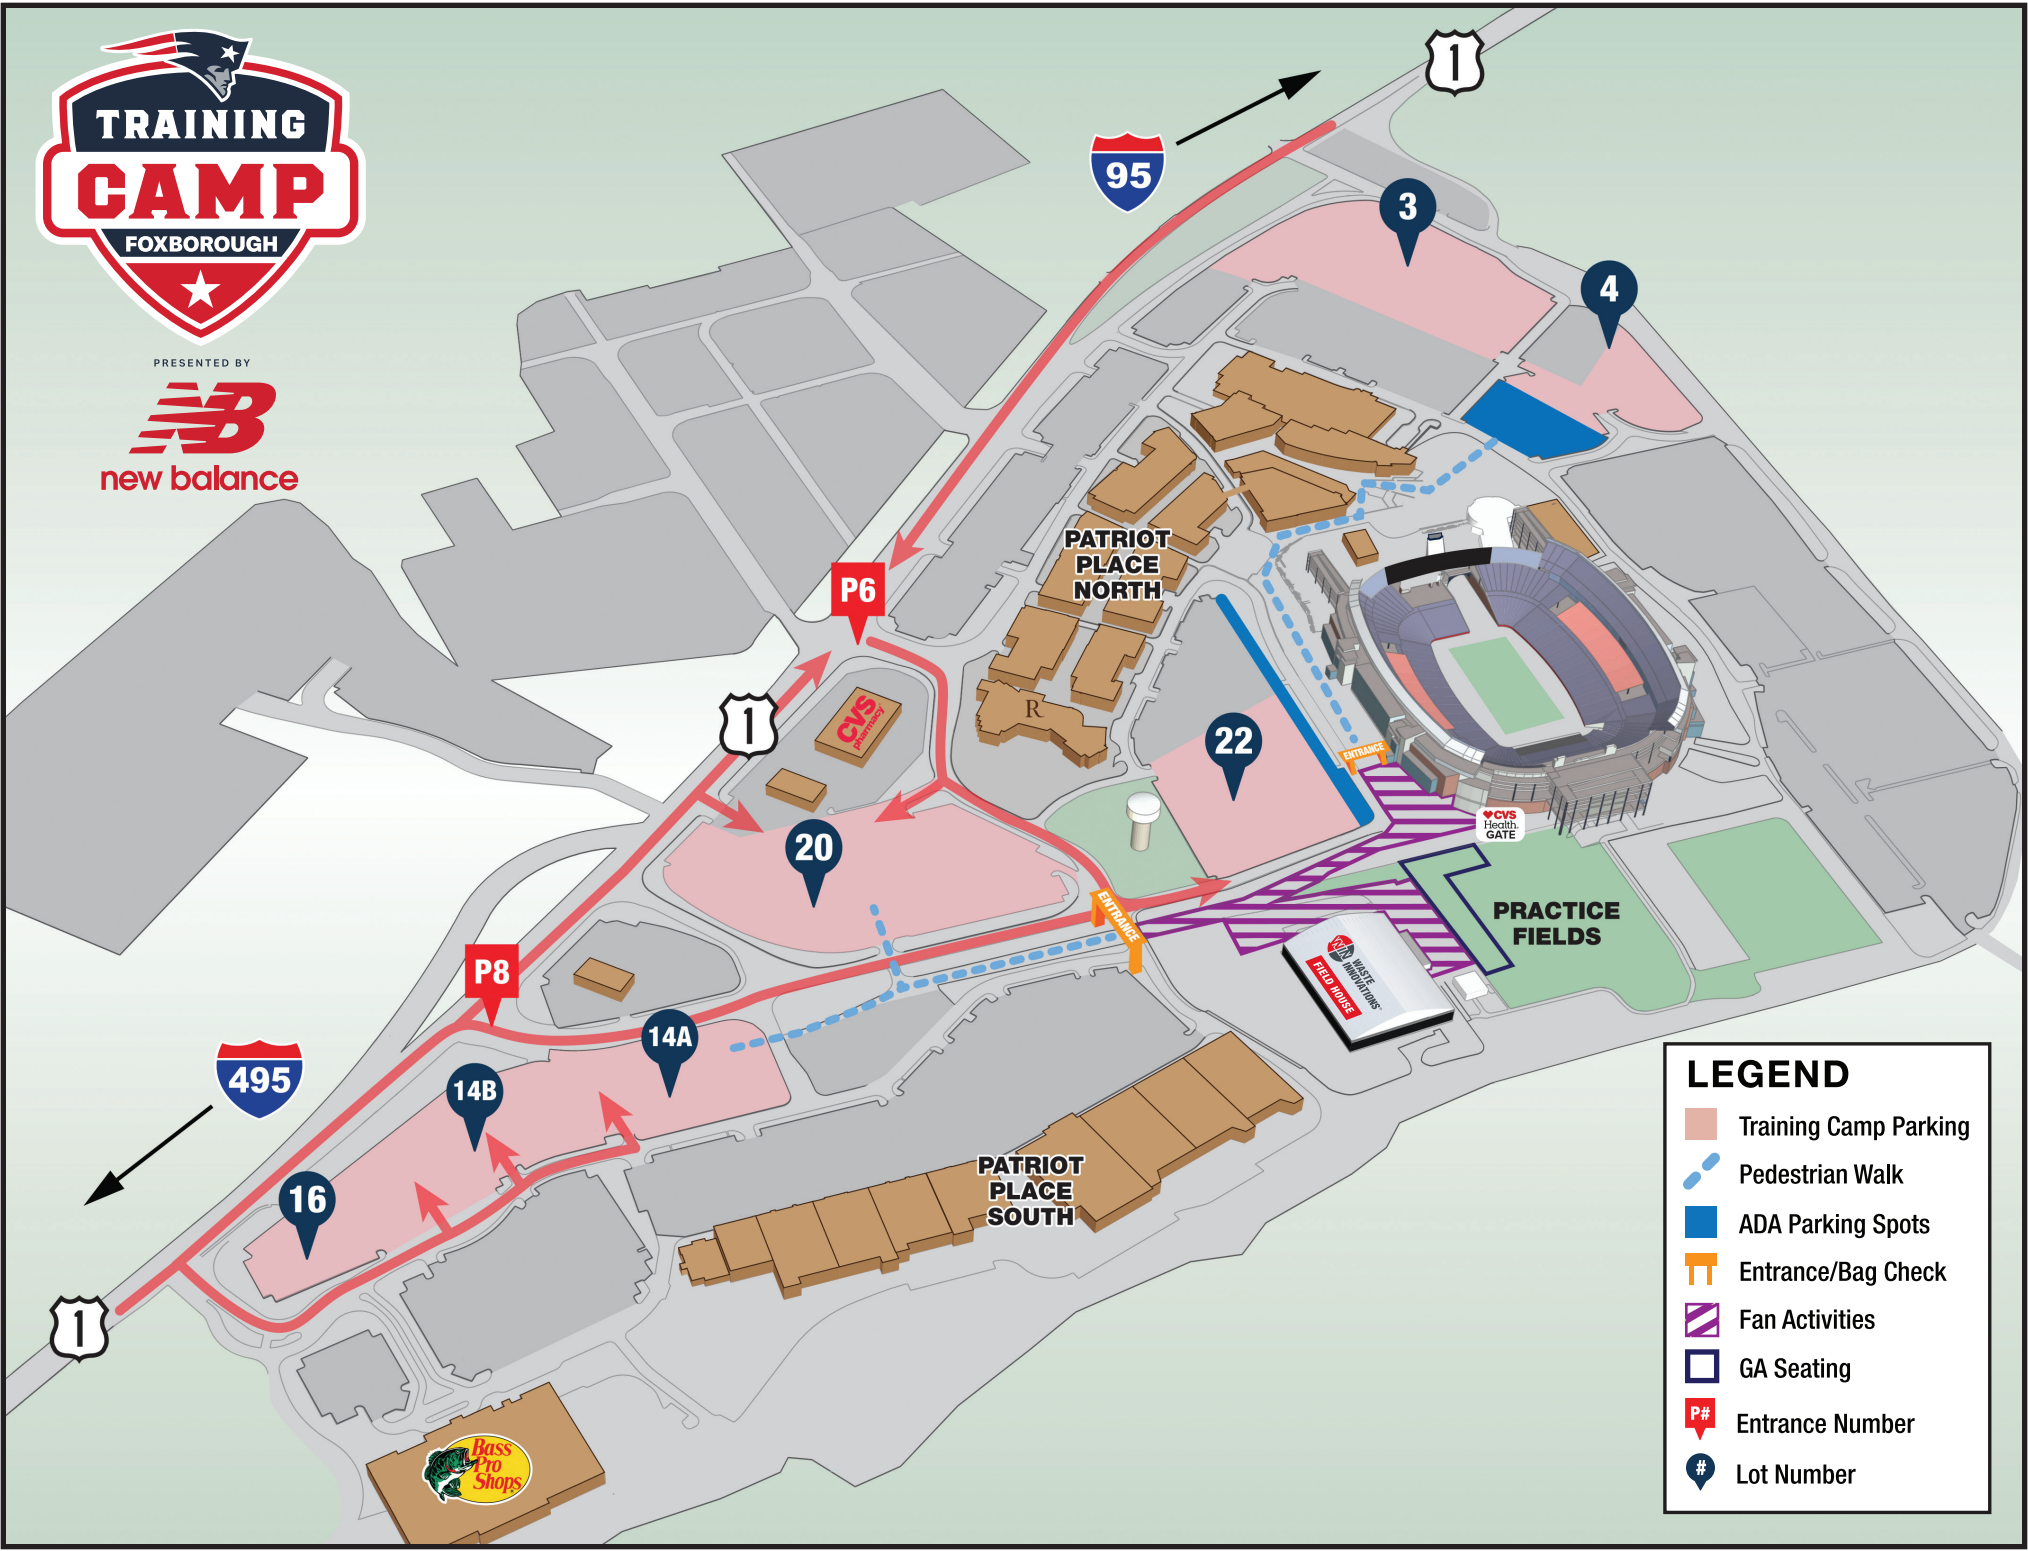 TRAINING
CAMP
FOXBOROUGH
PRESENTED BY
NB
new balance
1
95
3
4
PATRIOT
PLACE
NORTH
P6
R
CVS
pharmacy
1
22
ENTRANCE
CVS
Health
GATE
20
ENTRANCE
PRACTICE
FIELDS
WIN
WASTE
INNOVATIONS
FIELD HOUSE
P8
14A
14B
495
16
PATRIOT
PLACE
SOUTH
1
Bass
Pro
Shops
LEGEND
Training Camp Parking
Pedestrian Walk
ADA Parking Spots
Entrance/Bag Check
Fan Activities
GA Seating
P#
Entrance Number
#
Lot Number